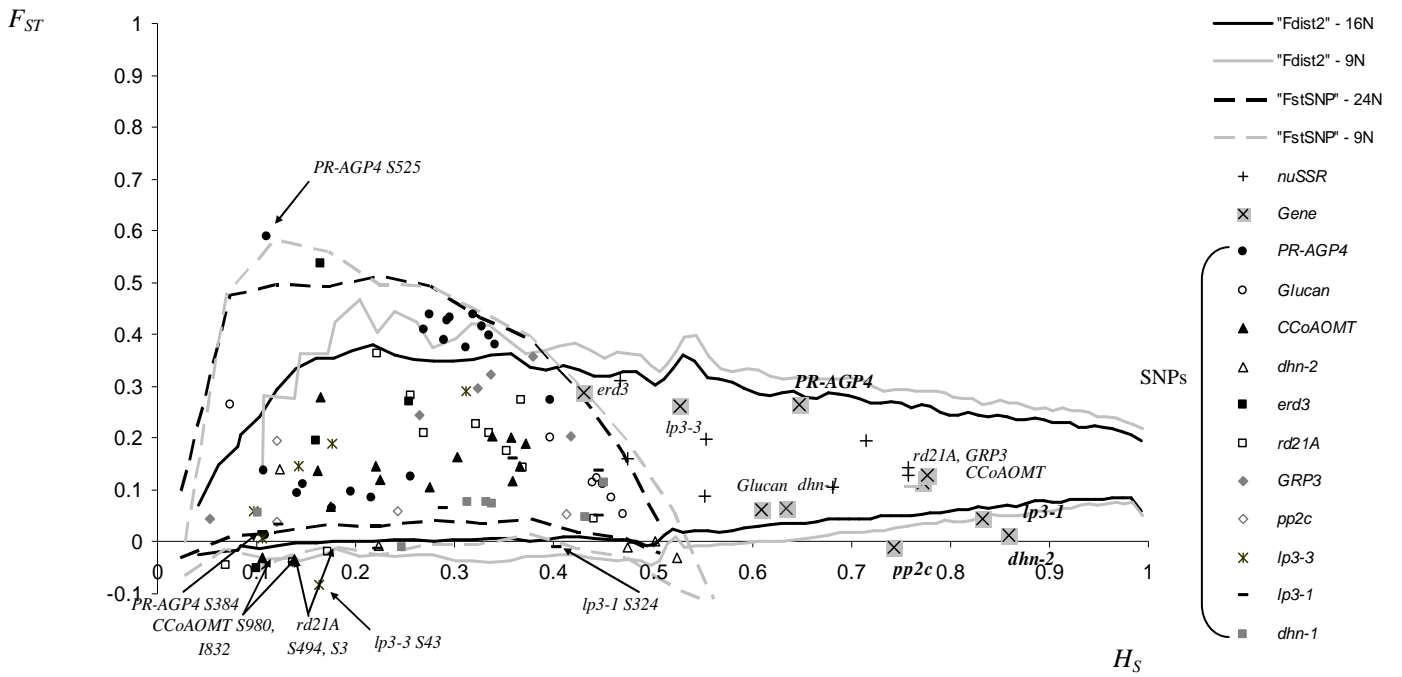 F_ST
1
0.9
0.8
0.7
0.6
0.5
0.4
0.3
0.2
0.1
0
-0.1
0 0.1 0.2 0.3 0.4 0.5 0.6 0.7 0.8 0.9 1
H_S
PR-AGP4 S525
PR-AGP4
erd3
lp3-3
rd21A, GRP3
CCoAOMT
Glucan dhn-1
lp3-1
dhn-2
pp2c
PR-AGP4 S384
CCoAOMT S980,
I832
rd21A
S494, S3
lp3-3 S43
lp3-1 S324
"Fdist2" - 16N
"Fdist2" - 9N
"FstSNP" - 24N
"FstSNP" - 9N
nuSSR
Gene
SNPs
PR-AGP4
Glucan
CCoAOMT
dhn-2
erd3
rd21A
GRP3
pp2c
lp3-3
lp3-1
dhn-1